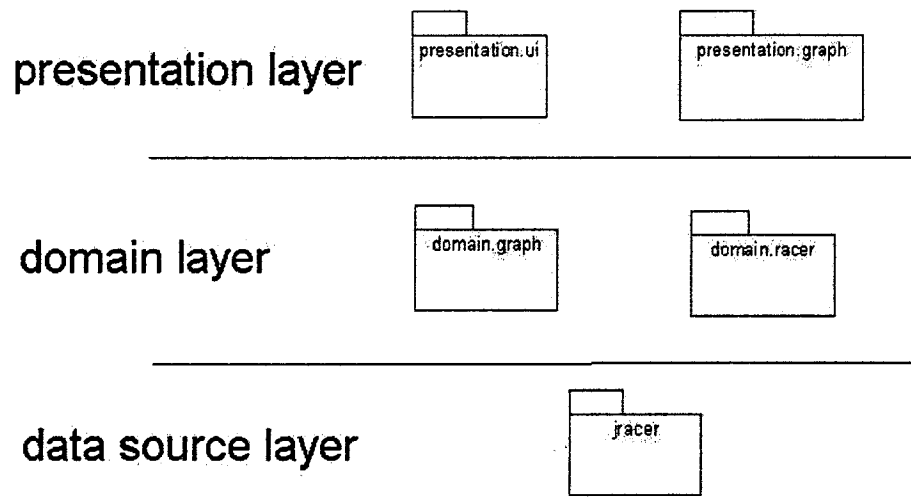 presentation.ui
presentation.graph
presentation layer
domain.graph
domain.racer
domain layer
jracer
data source layer